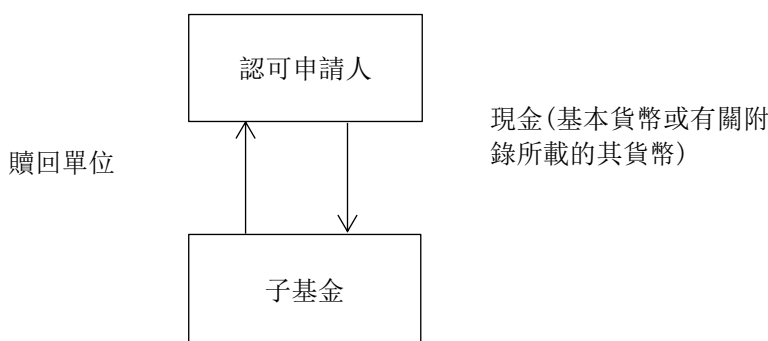 認可申請人
現金(基本貨幣或有關附
錄所載的其貨幣)
贖回單位
子基金